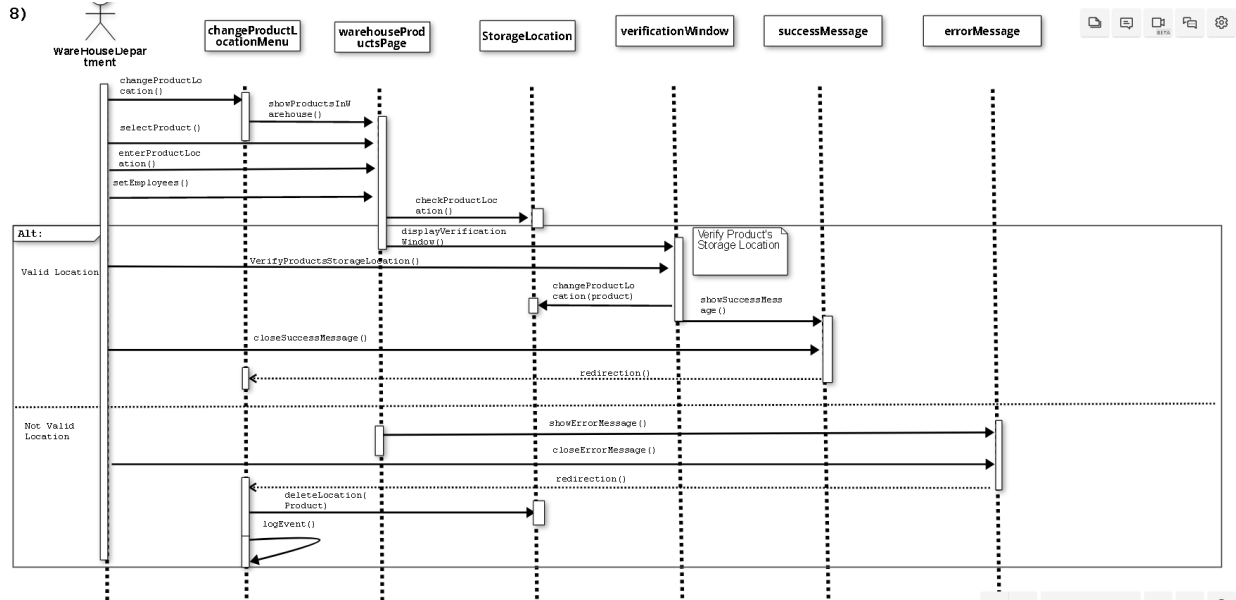 8)
WareHouseDepar
tment
changeProductL
ocationMenu
warehouseProd
uctsPage
StorageLocation
verificationWindow
successMessage
errorMessage
BETA
changeProductLo
cation()
showProductsInW
arehouse()
selectProduct()
enterProductLoc
ation()
setEmployees()
checkProductLoc
ation()
Alt:
displayVerification
Window()
Verify Product's
Storage Location
Valid Location
VerifyProductsStorageLocation()
changeProductLo
cation(product)
showSuccessMess
age()
closeSuccessMessage()
redirection()
Not Valid
Location
showErrorMessage()
closeErrorMessage()
redirection()
deleteLocation(
Product)
logEvent()